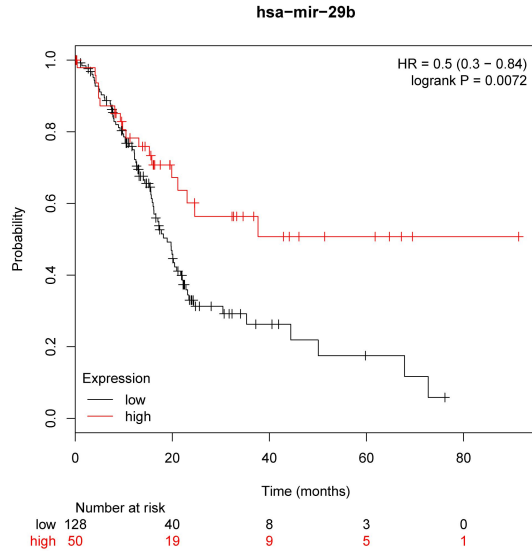 hsa−mir−29b
HR = 0.5 (0.3 − 0.84)
logrank P = 0.0072
Probability
1.0
0.8
0.6
0.4
0.2
0.0
Expression
low
high
0 20 40 60 80
Time (months)
Number at risk
low 128 40 8 3 0
high 50 19 9 5 1